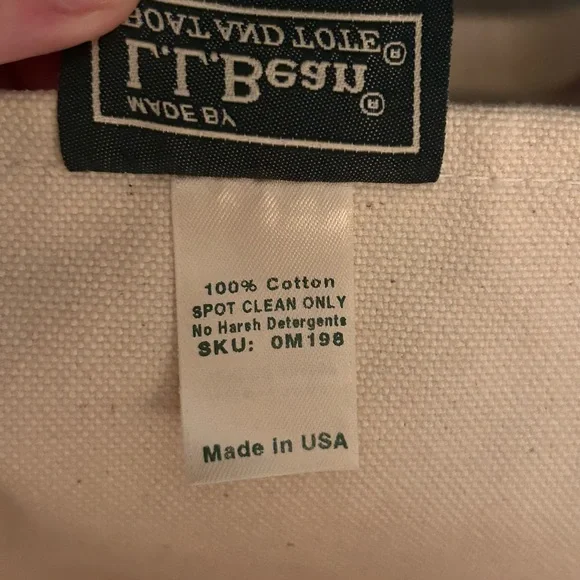 BOAT AND TOTE®
L.L.Bean®
MADE BY
100% Cotton
SPOT CLEAN ONLY
No Harsh Detergents
SKU: 0M198
Made in USA